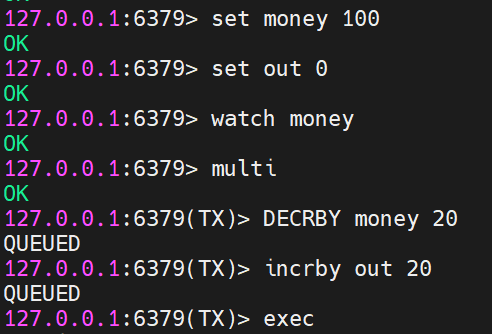 127.0.0.1:6379> set money 100
OK
127.0.0.1:6379> set out 0
OK
127.0.0.1:6379> watch money
OK
127.0.0.1:6379> multi
OK
127.0.0.1:6379(TX)> DECRBY money 20
QUEUED
127.0.0.1:6379(TX)> incrby out 20
QUEUED
127.0.0.1:6379(TX)> exec